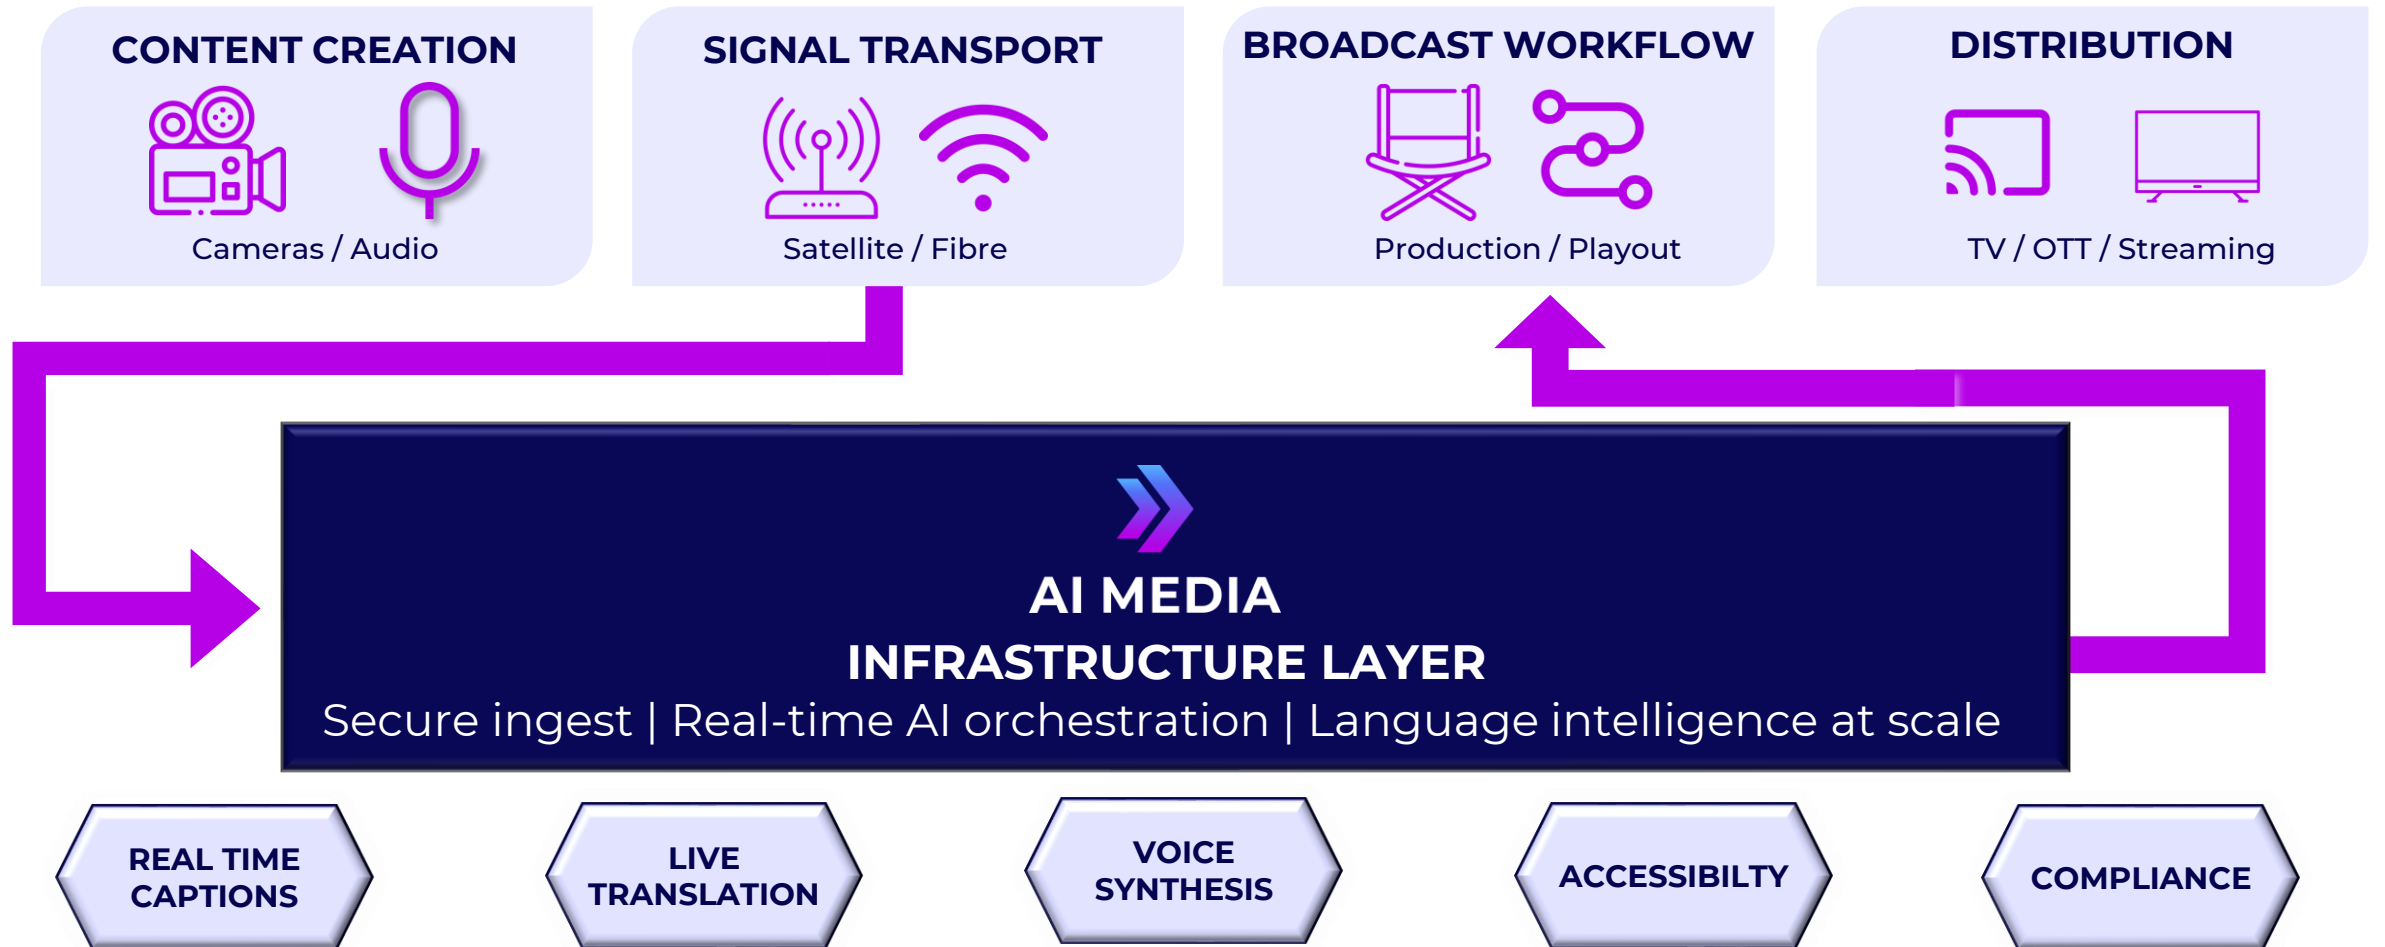 CONTENT CREATION
Cameras / Audio
SIGNAL TRANSPORT
Satellite / Fibre
BROADCAST WORKFLOW
Production / Playout
DISTRIBUTION
TV / OTT / Streaming
AI MEDIA
INFRASTRUCTURE LAYER
Secure ingest | Real-time AI orchestration | Language intelligence at scale
REAL TIME
CAPTIONS
LIVE
TRANSLATION
VOICE
SYNTHESIS
ACCESSIBILTY
COMPLIANCE